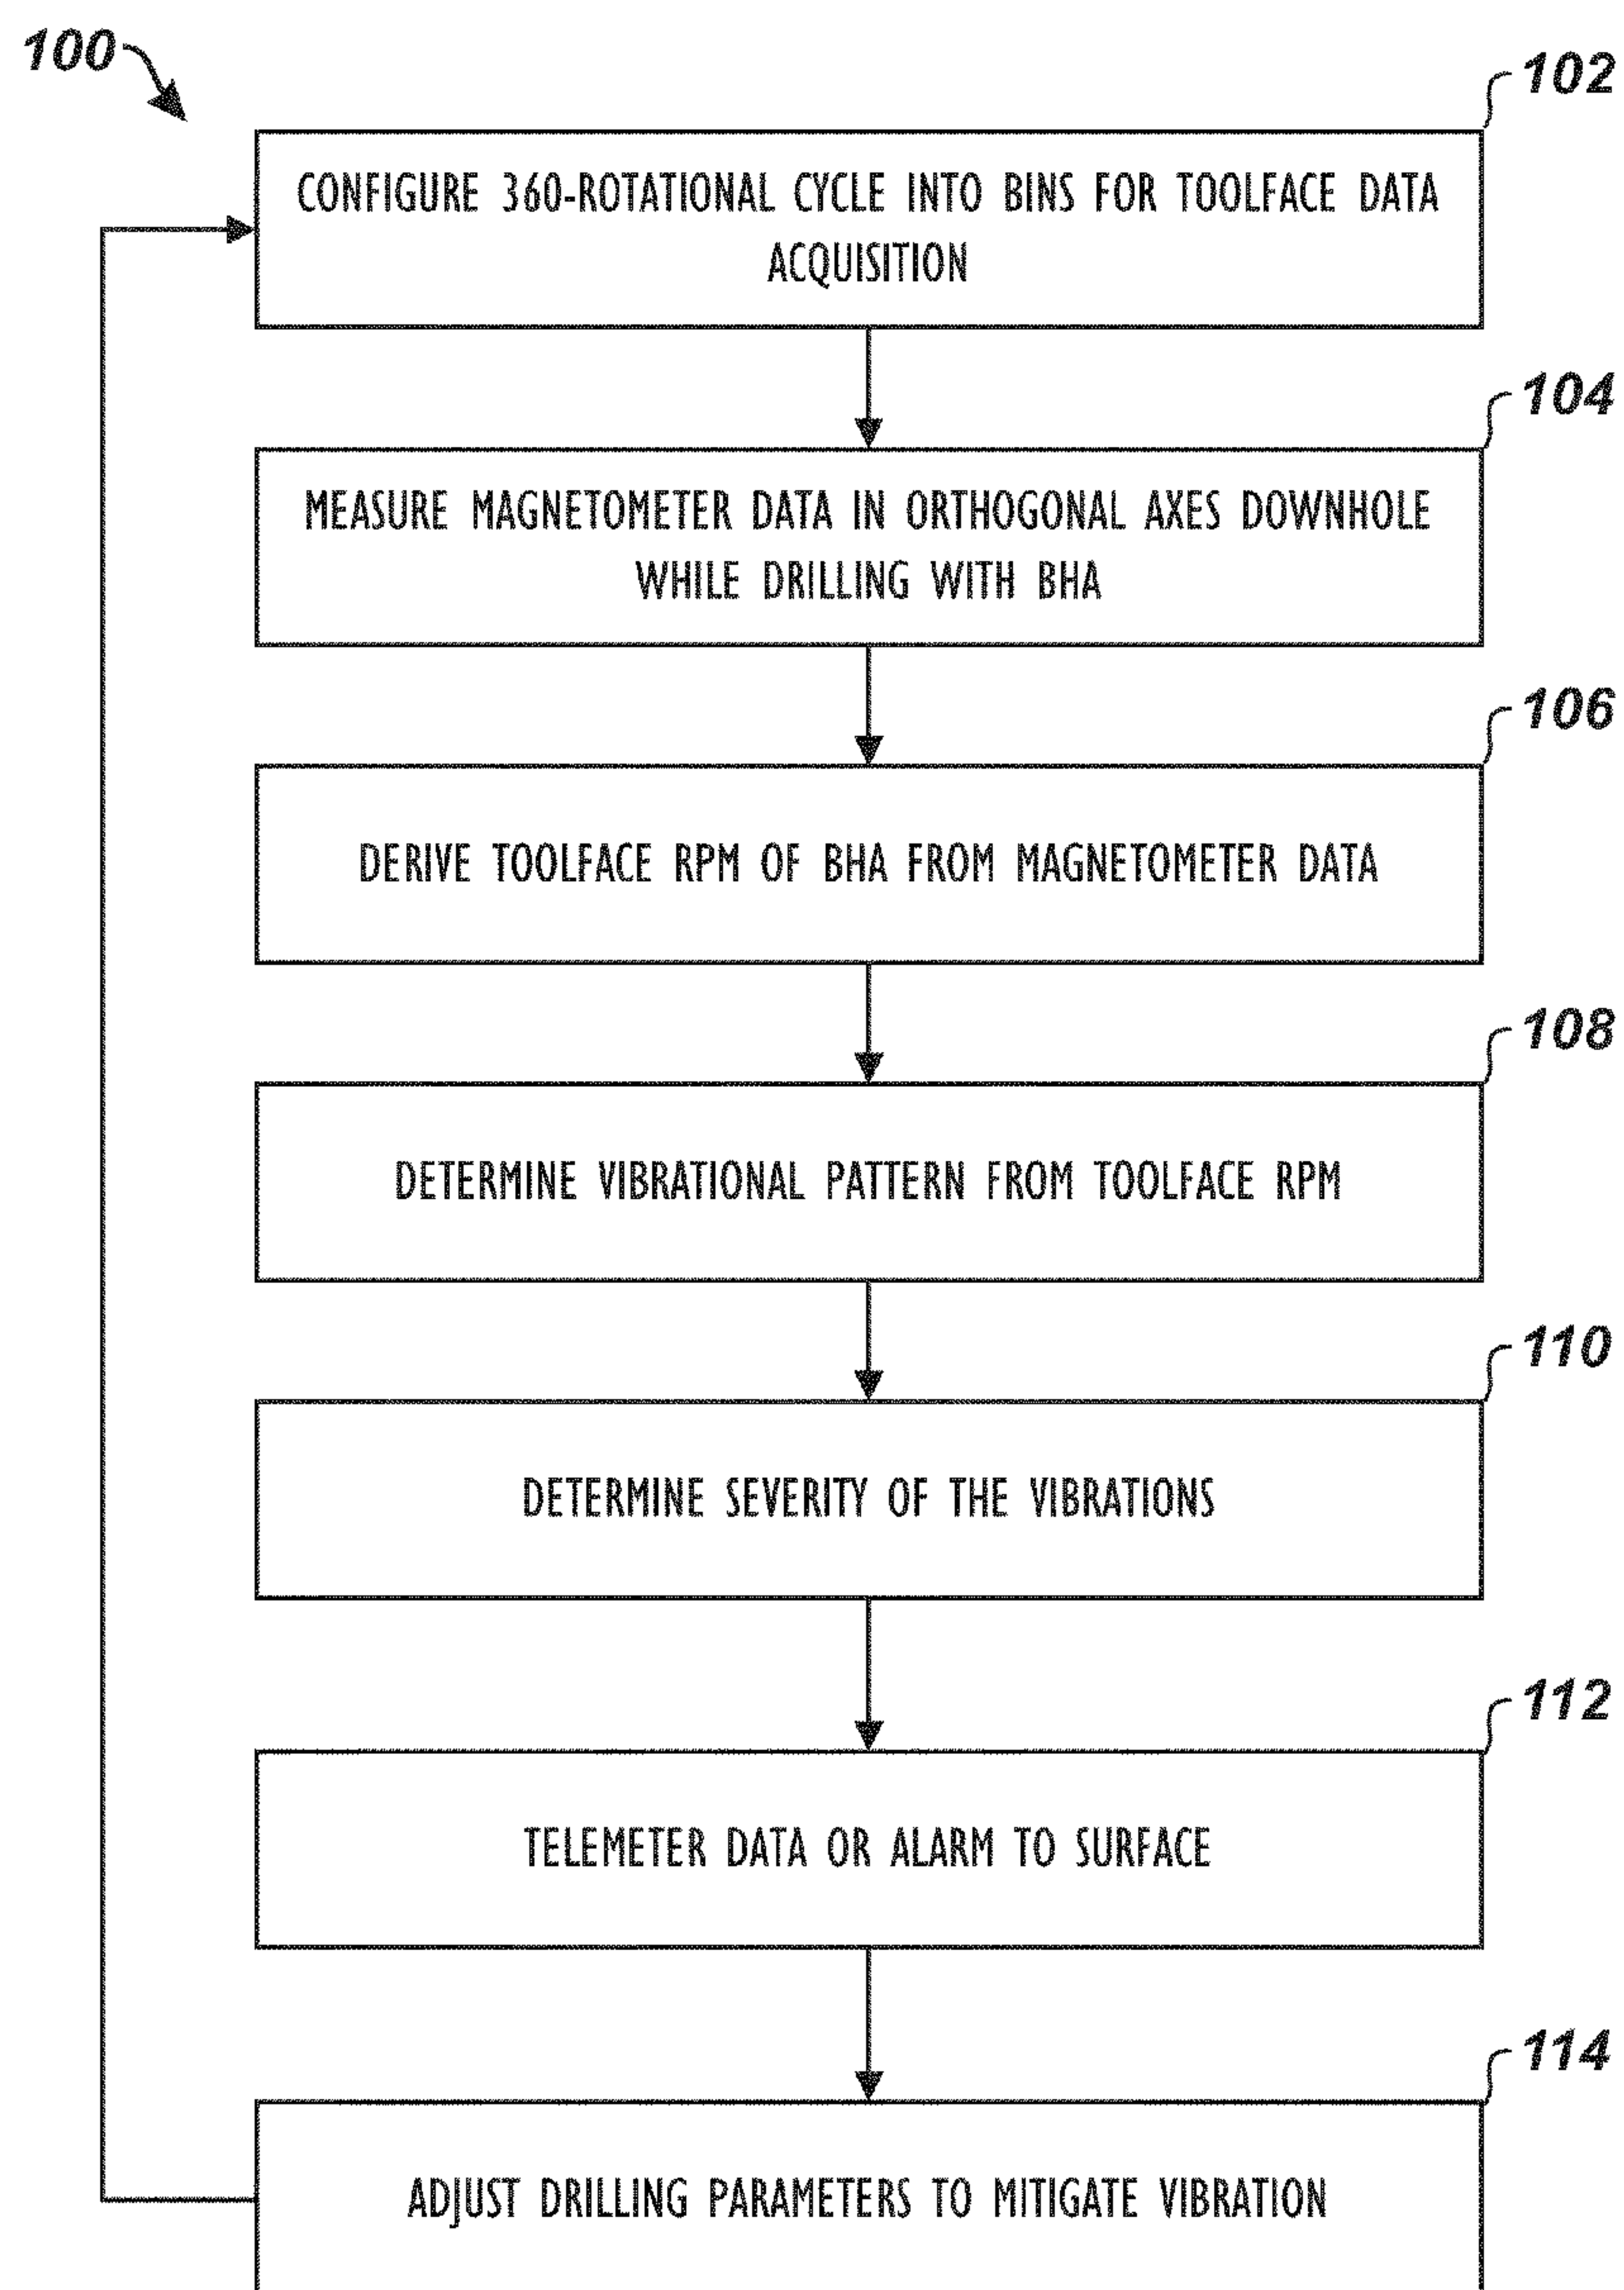 100
102
CONFIGURE 360-ROTATIONAL CYCLE INTO BINS FOR TOOLFACE DATA
ACQUISITION
104
MEASURE MAGNETOMETER DATA IN ORTHOGONAL AXES DOWNHOLE
WHILE DRILLING WITH BHA
106
DERIVE TOOLFACE RPM OF BHA FROM MAGNETOMETER DATA
108
DETERMINE VIBRATIONAL PATTERN FROM TOOLFACE RPM
110
DETERMINE SEVERITY OF THE VIBRATIONS
112
TELEMETER DATA OR ALARM TO SURFACE
114
ADJUST DRILLING PARAMETERS TO MITIGATE VIBRATION